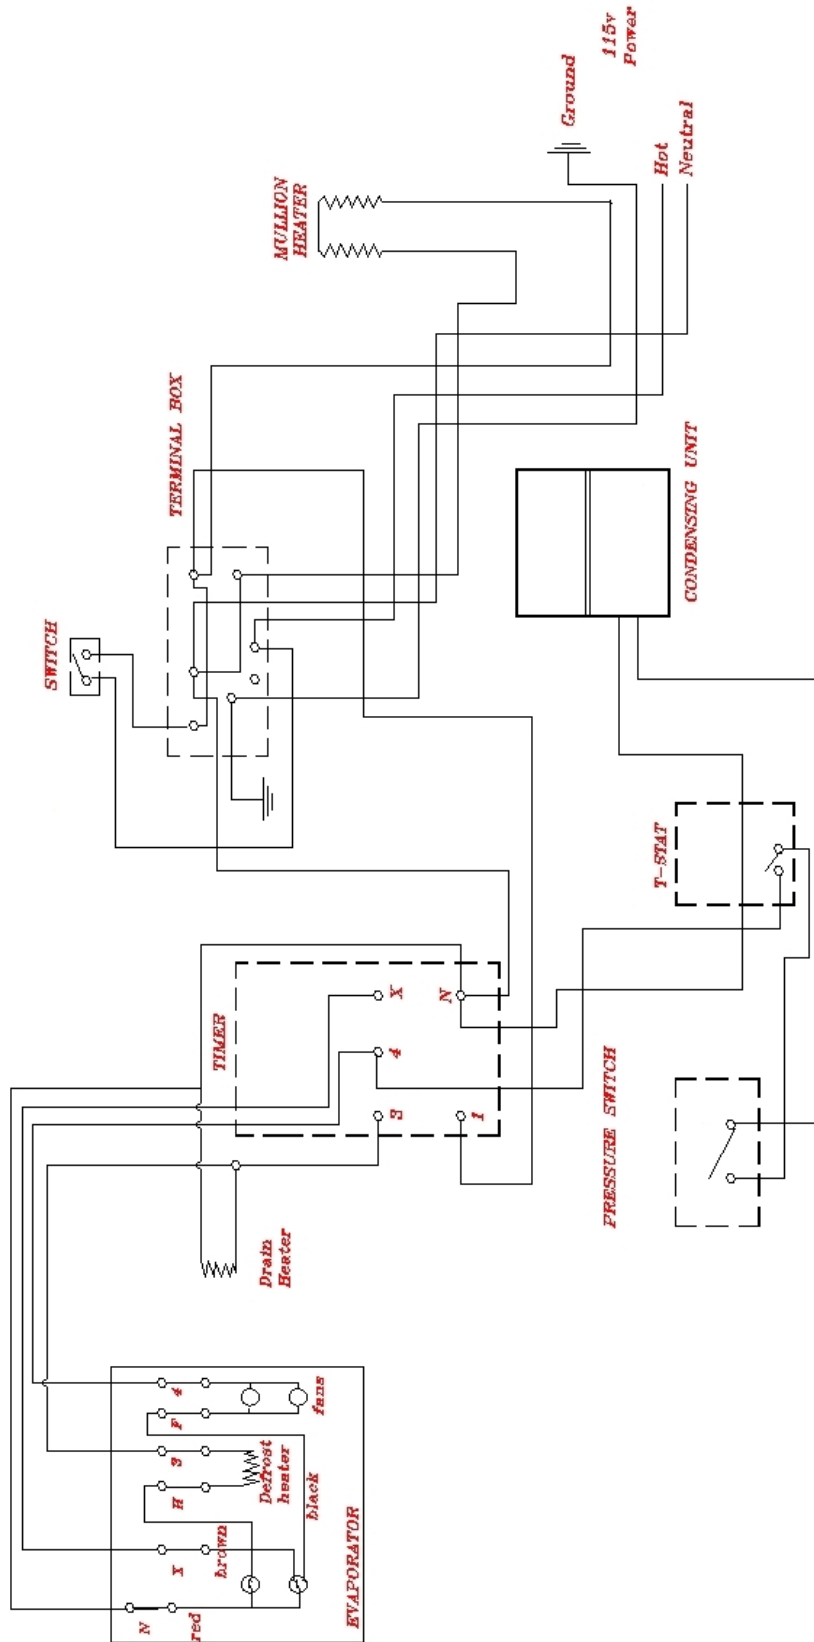 115v
Power
Ground
Hot
Neutral
MULLION
HEATER
TERMINAL BOX
SWITCH
CONDENSING UNIT
T-STAT
TIMER
X
N
4
3
1
PRESSURE SWITCH
Drain
Heater
4
fans
F
3
Defrost
heater
black
H
brown
X
EVAPORATOR
N
red